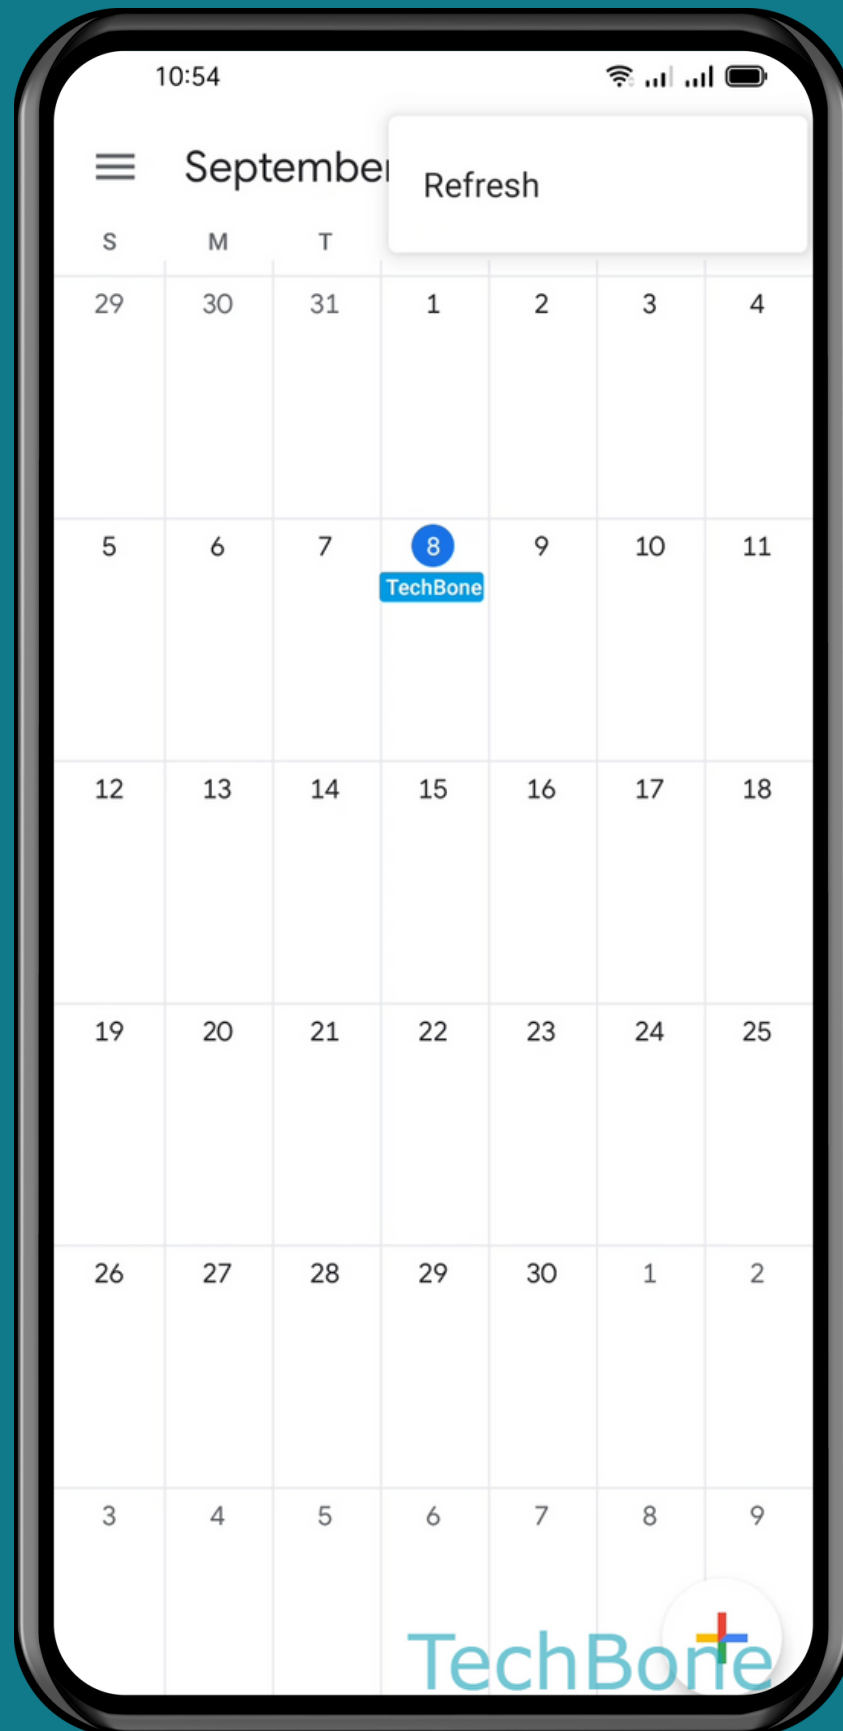 10:54
September
Refresh
S M T
29 30 31 1 2 3 4
5 6 7 8 9 10 11
TechBone
12 13 14 15 16 17 18
19 20 21 22 23 24 25
26 27 28 29 30 1 2
3 4 5 6 7 8 9
TechBone